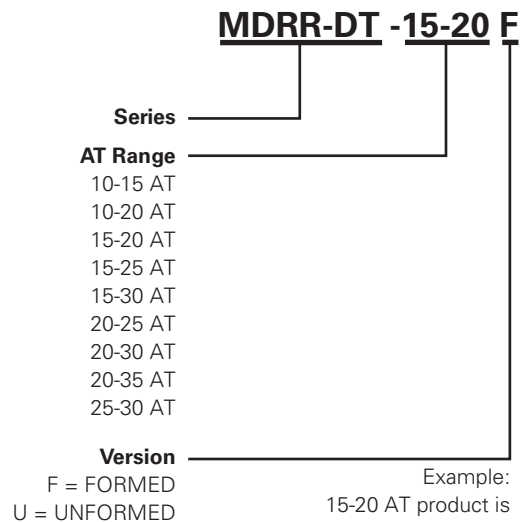 MDRR-DT -15-20 F
Series
AT Range
10-15 AT
10-20 AT
15-20 AT
15-25 AT
15-30 AT
20-25 AT
20-30 AT
20-35 AT
25-30 AT
Version
F = FORMED
U = UNFORMED
Example:
15-20 AT product is